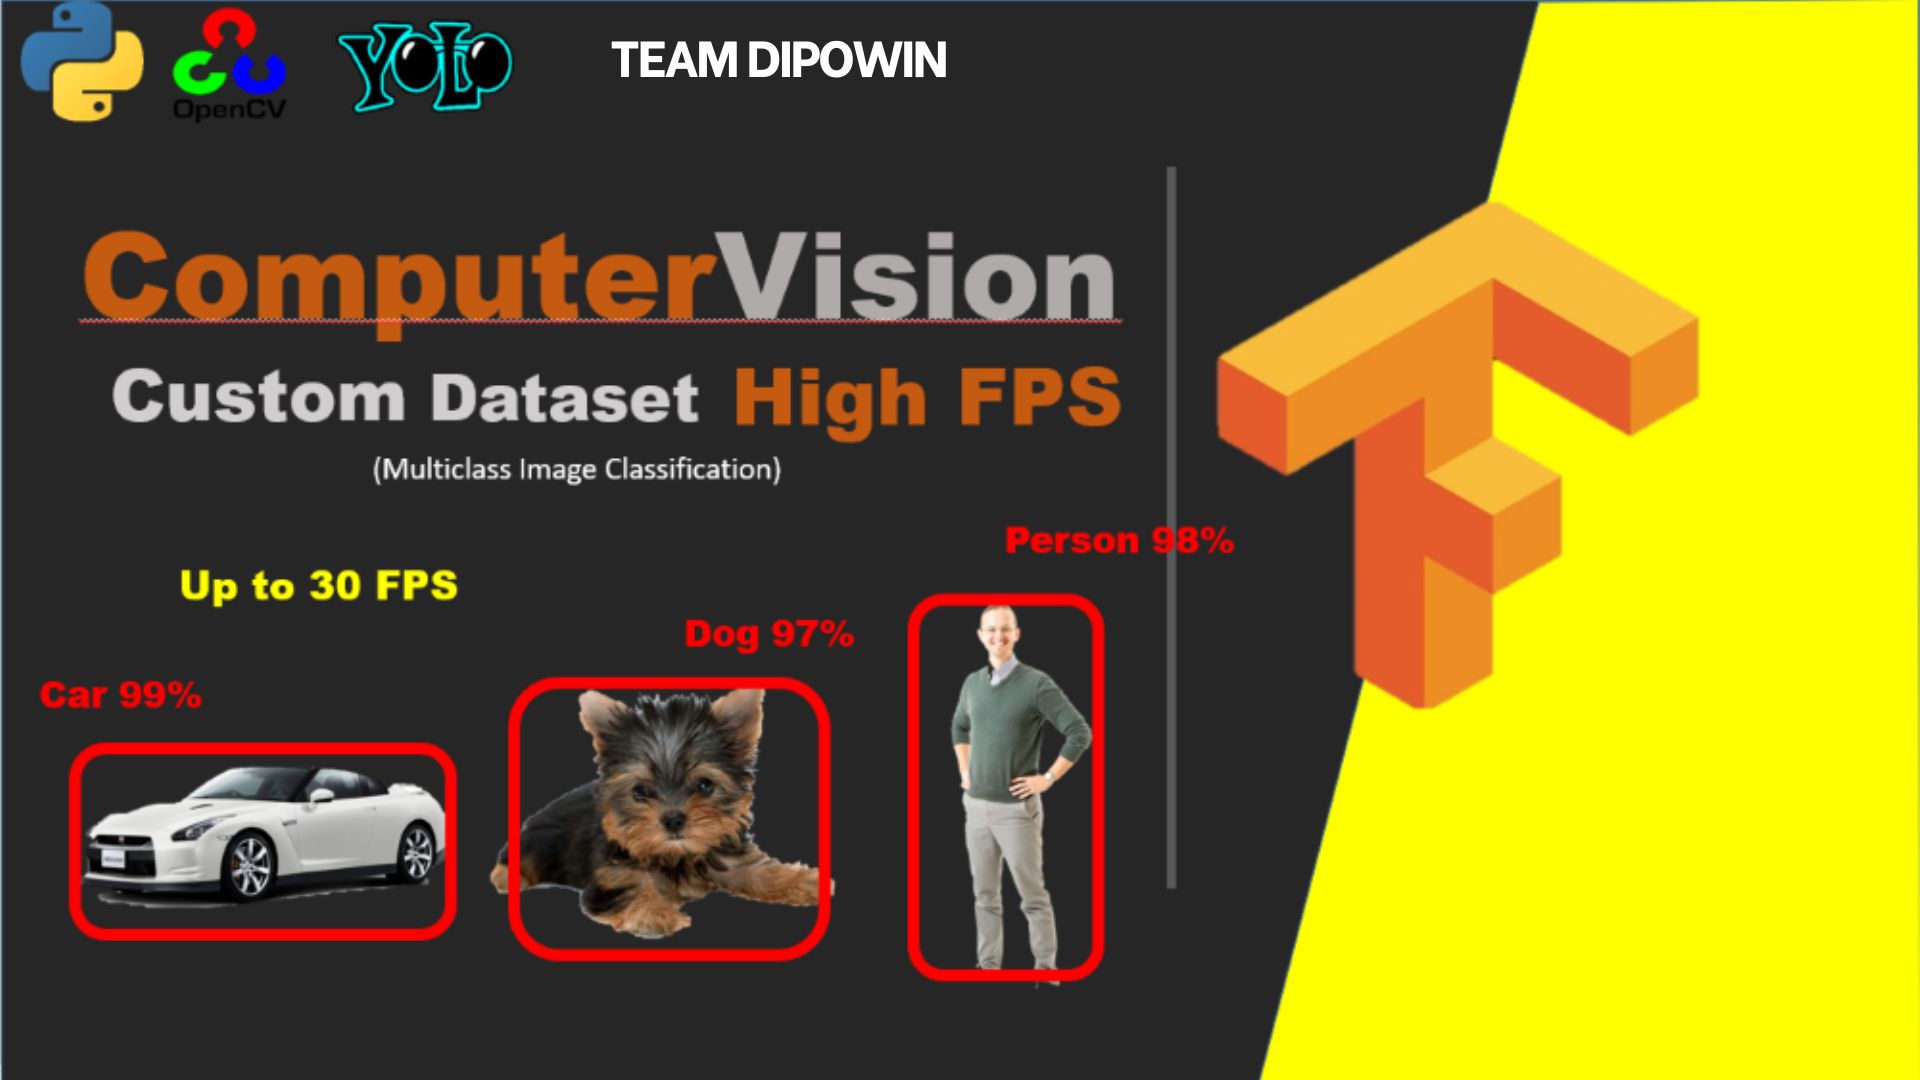 OpenCV
YOLO
TEAM DIPOWIN
ComputerVision
Custom Dataset High FPS
(Multiclass Image Classification)
Person 98%
Up to 30 FPS
Dog 97%
Car 99%